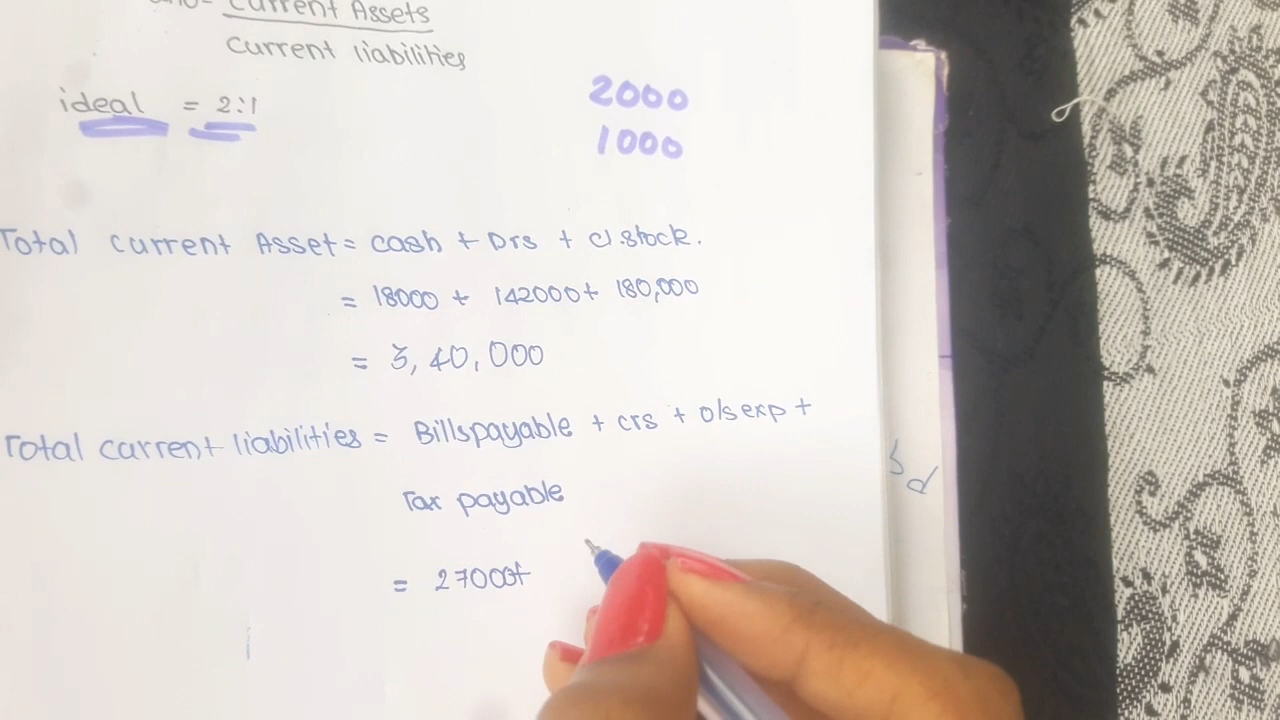 Current Assets
Current liabilities
ideal = 2:1
2000
1000
Total current Asset = cash + Drs + cl.stock.
= 18000 + 142000+ 180,000
= 3,40,000
Total current liabilities = Billspayable + crs + o/s exp +
Tax payable
= 27000+